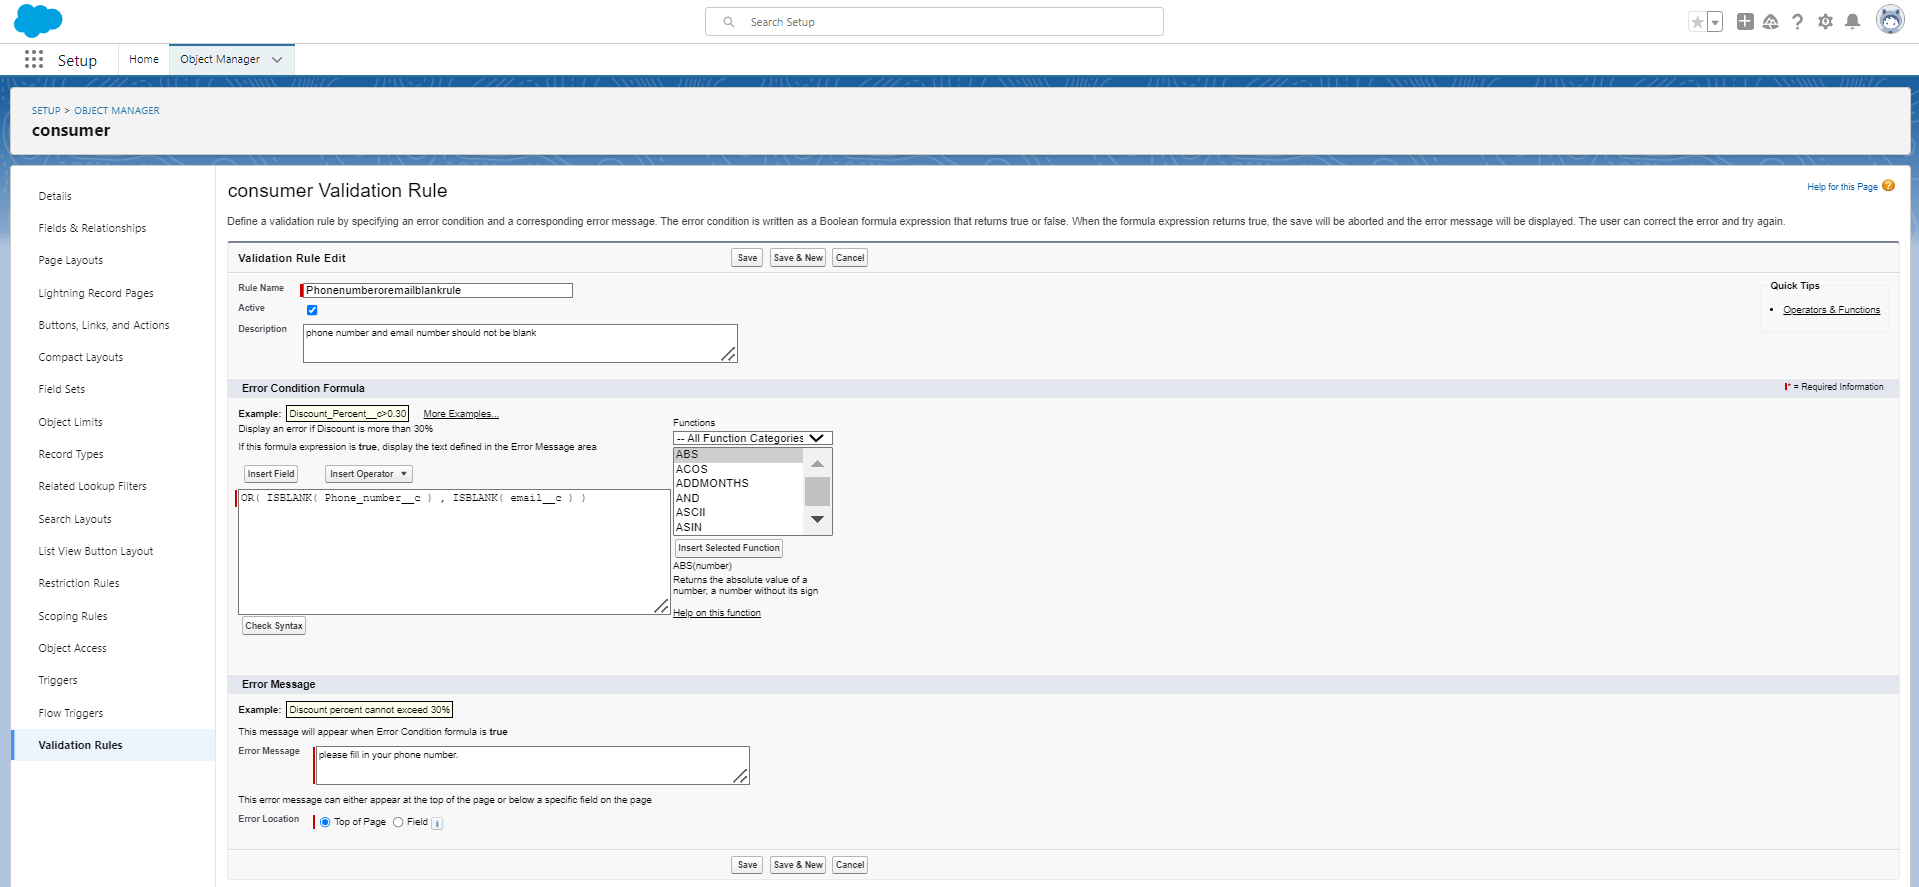 Search Setup
Setup
Home
Object Manager
SETUP > OBJECT MANAGER
consumer
Details
Fields & Relationships
Page Layouts
Lightning Record Pages
Buttons, Links, and Actions
Compact Layouts
Field Sets
Object Limits
Record Types
Related Lookup Filters
Search Layouts
List View Button Layout
Restriction Rules
Scoping Rules
Object Access
Triggers
Flow Triggers
Validation Rules
consumer Validation Rule
Help for this Page ?
Define a validation rule by specifying an error condition and a corresponding error message. The error condition is written as a Boolean formula expression that returns true or false. When the formula expression returns true, the save will be aborted and the error message will be displayed. The user can correct the error and try again.
Validation Rule Edit
Save Save & New Cancel
Rule Name Phonenumberoremailblankrule
Active
Description phone number and email number should not be blank
Quick Tips
• Operators & Functions
Error Condition Formula
* = Required Information
Example: Discount_Percent__c>0.30 More Examples...
Display an error if Discount is more than 30%
If this formula expression is true, display the text defined in the Error Message area
Insert Field Insert Operator
OR( ISBLANK( Phone_number__c ) , ISBLANK( email__c ) )
Check Syntax
Functions
-- All Function Categories
ABS
ACOS
ADDMONTHS
AND
ASCII
ASIN
Insert Selected Function
ABS(number)
Returns the absolute value of a
number, a number without its sign
Help on this function
Error Message
Example: Discount percent cannot exceed 30%
This message will appear when Error Condition formula is true
Error Message please fill in your phone number.
This error message can either appear at the top of the page or below a specific field on the page
Error Location Top of Page Field i
Save Save & New Cancel